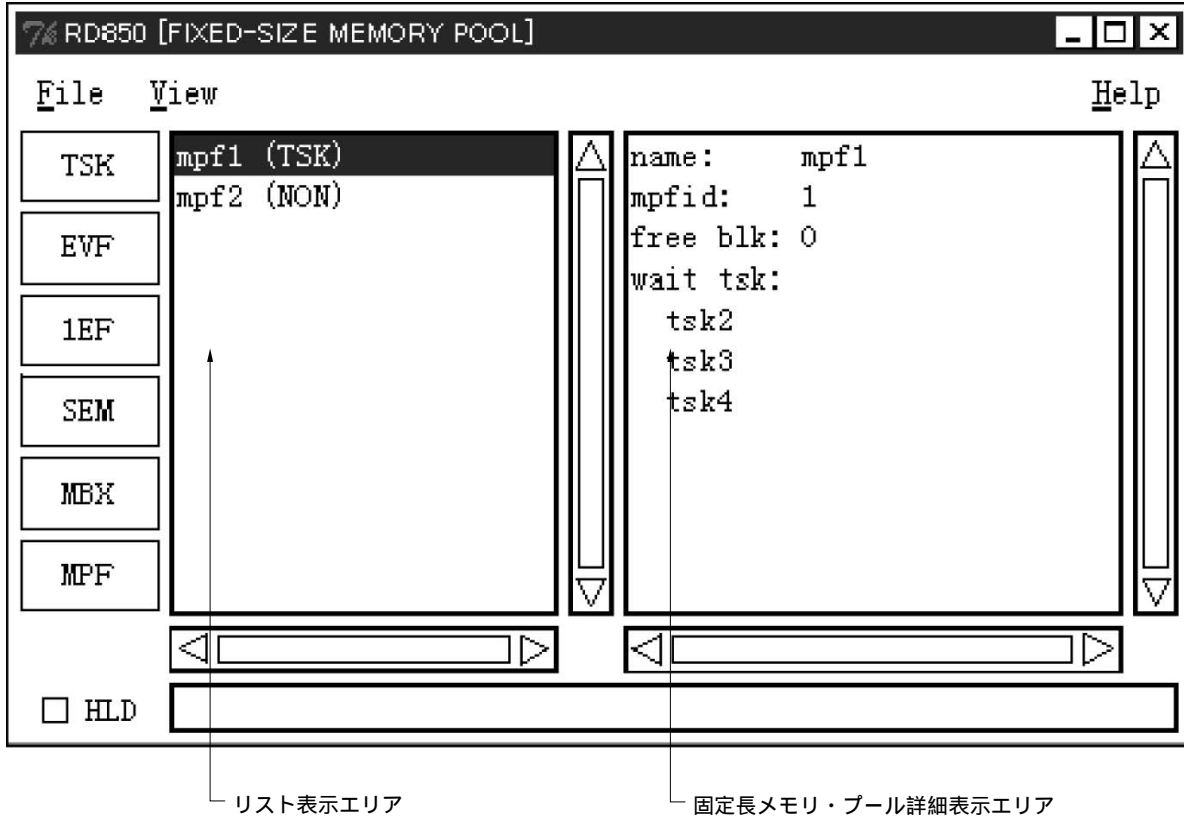 RD850 [FIXED-SIZE MEMORY POOL]
File View Help
TSK
EVF
1EF
SEM
MBX
MPF
mpf1 (TSK)
mpf2 (NON)
name: mpf1
mpfid: 1
free blk: 0
wait tsk:
tsk2
tsk3
tsk4
HLD
リスト表示エリア
固定長メモリ・プール詳細表示エリア